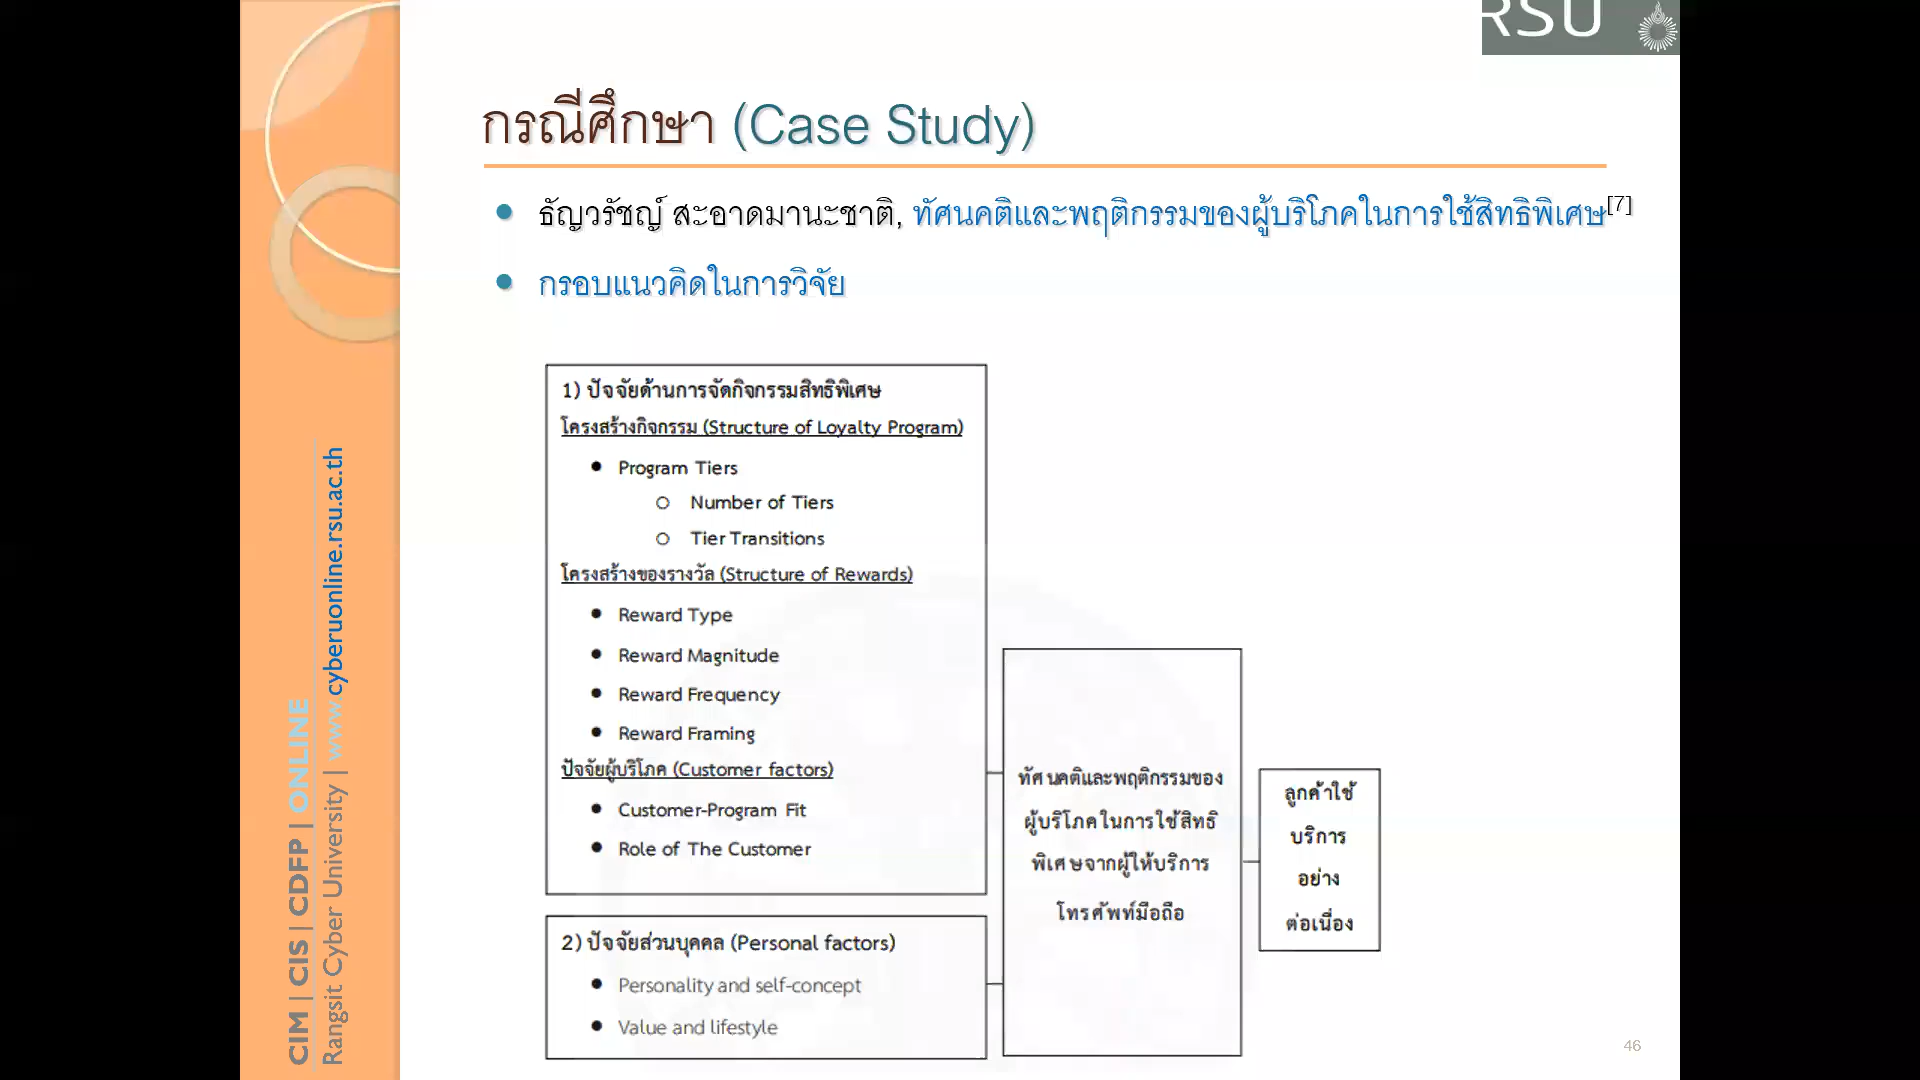 RSU
กรณีศึกษา (Case Study)
ธัญวรัชญ์ สะอาดมานะชาติ, ทัศนคติและพฤติกรรมของผู้บริโภคในการใช้สิทธิพิเศษ[7]
กรอบแนวคิดในการวิจัย
1) ปัจจัยด้านการจัดกิจกรรมสิทธิพิเศษ
โครงสร้างกิจกรรม (Structure of Loyalty Program)
Program Tiers
Number of Tiers
Tier Transitions
โครงสร้างของรางวัล (Structure of Rewards)
Reward Type
Reward Magnitude
Reward Frequency
Reward Framing
ปัจจัยผู้บริโภค (Customer factors)
Customer-Program Fit
Role of The Customer
2) ปัจจัยส่วนบุคคล (Personal factors)
Personality and self-concept
Value and lifestyle
ทัศนคติและพฤติกรรมของ
ผู้บริโภคในการใช้สิทธิ
พิเศษจากผู้ให้บริการ
โทรศัพท์มือถือ
ลูกค้าใช้
บริการ
อย่าง
ต่อเนื่อง
CIM | CIS | CDFP | ONLINE
Rangsit Cyber University | www.cyberuonline.rsu.ac.th
46